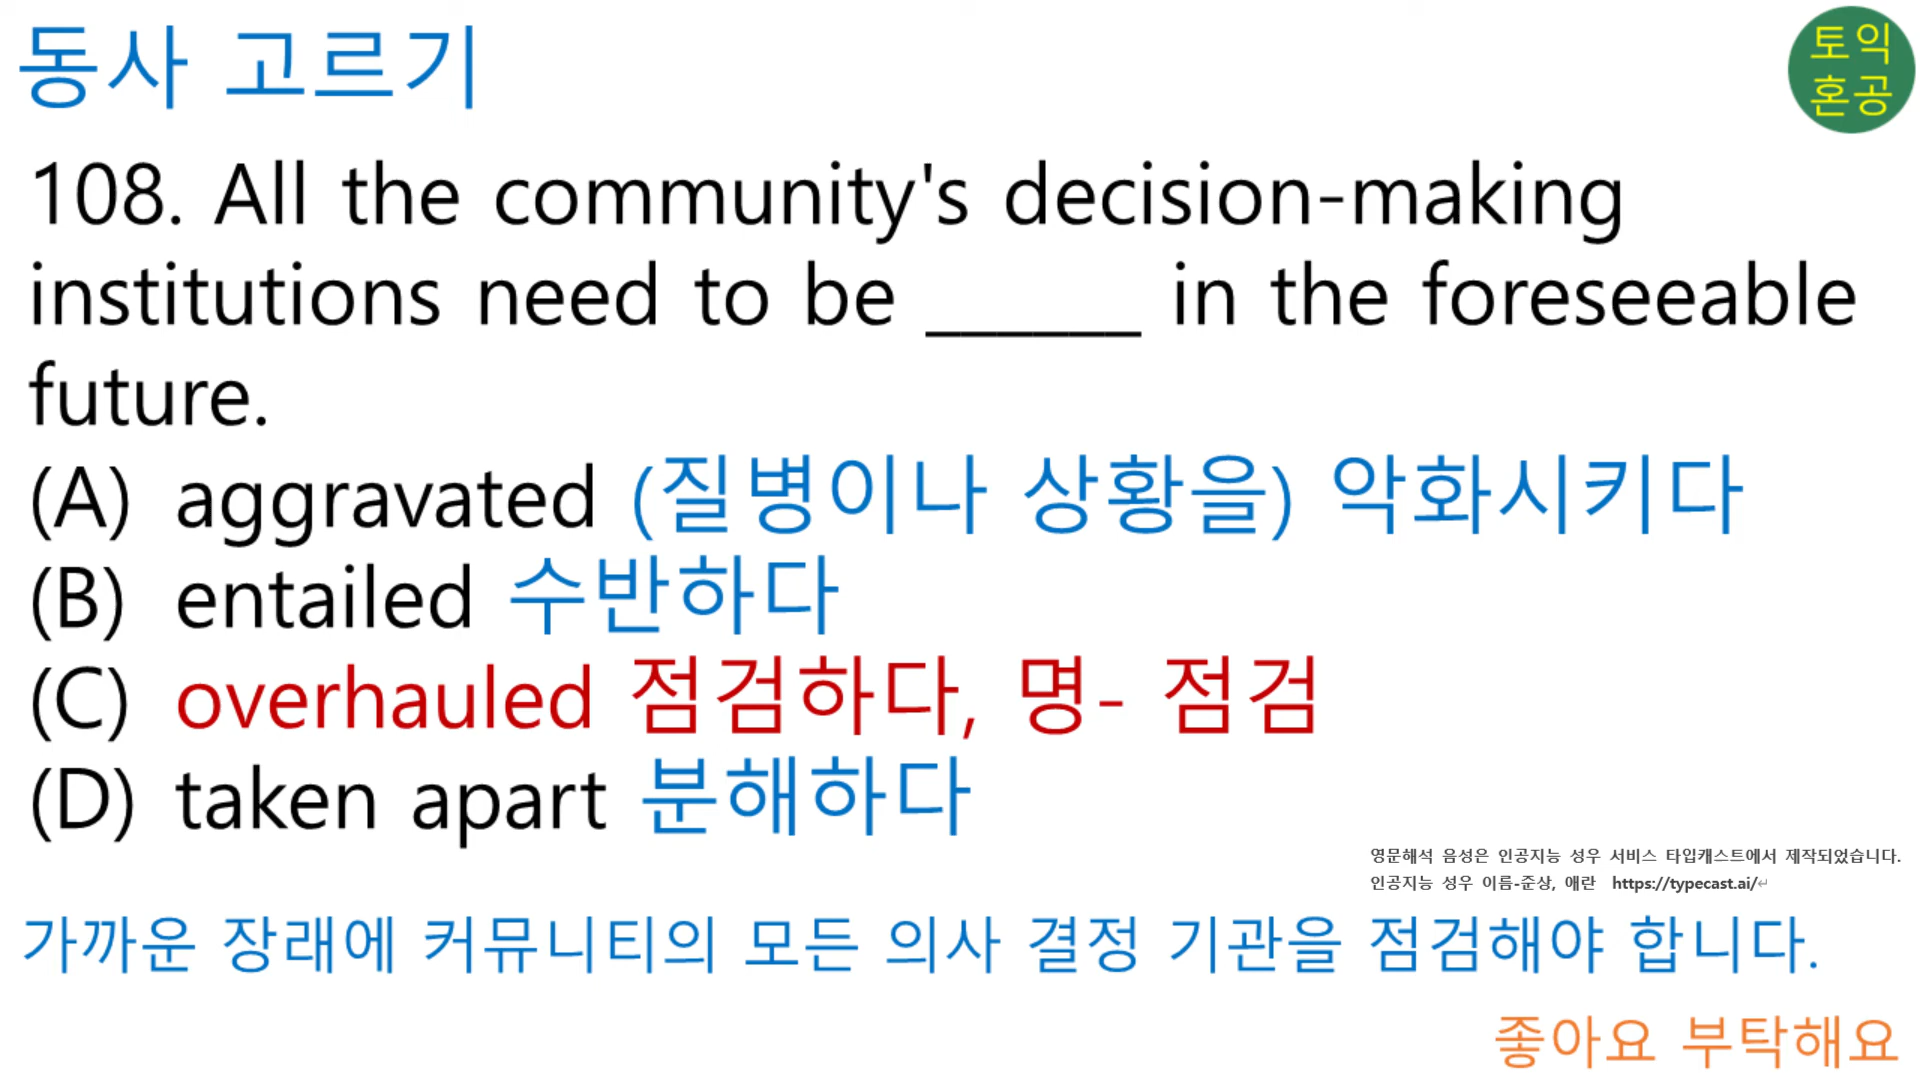 동사 고르기
토익
혼공
108. All the community's decision-making
institutions need to be ______ in the foreseeable
future.
(A) aggravated (질병이나 상황을) 악화시키다
(B) entailed 수반하다
(C) overhauled 점검하다, 명- 점검
(D) taken apart 분해하다
영문해석 음성은 인공지능 성우 서비스 타입캐스트에서 제작되었습니다.
인공지능 성우 이름-준상, 애란 https://typecast.ai/↵
가까운 장래에 커뮤니티의 모든 의사 결정 기관을 점검해야 합니다.
좋아요 부탁해요